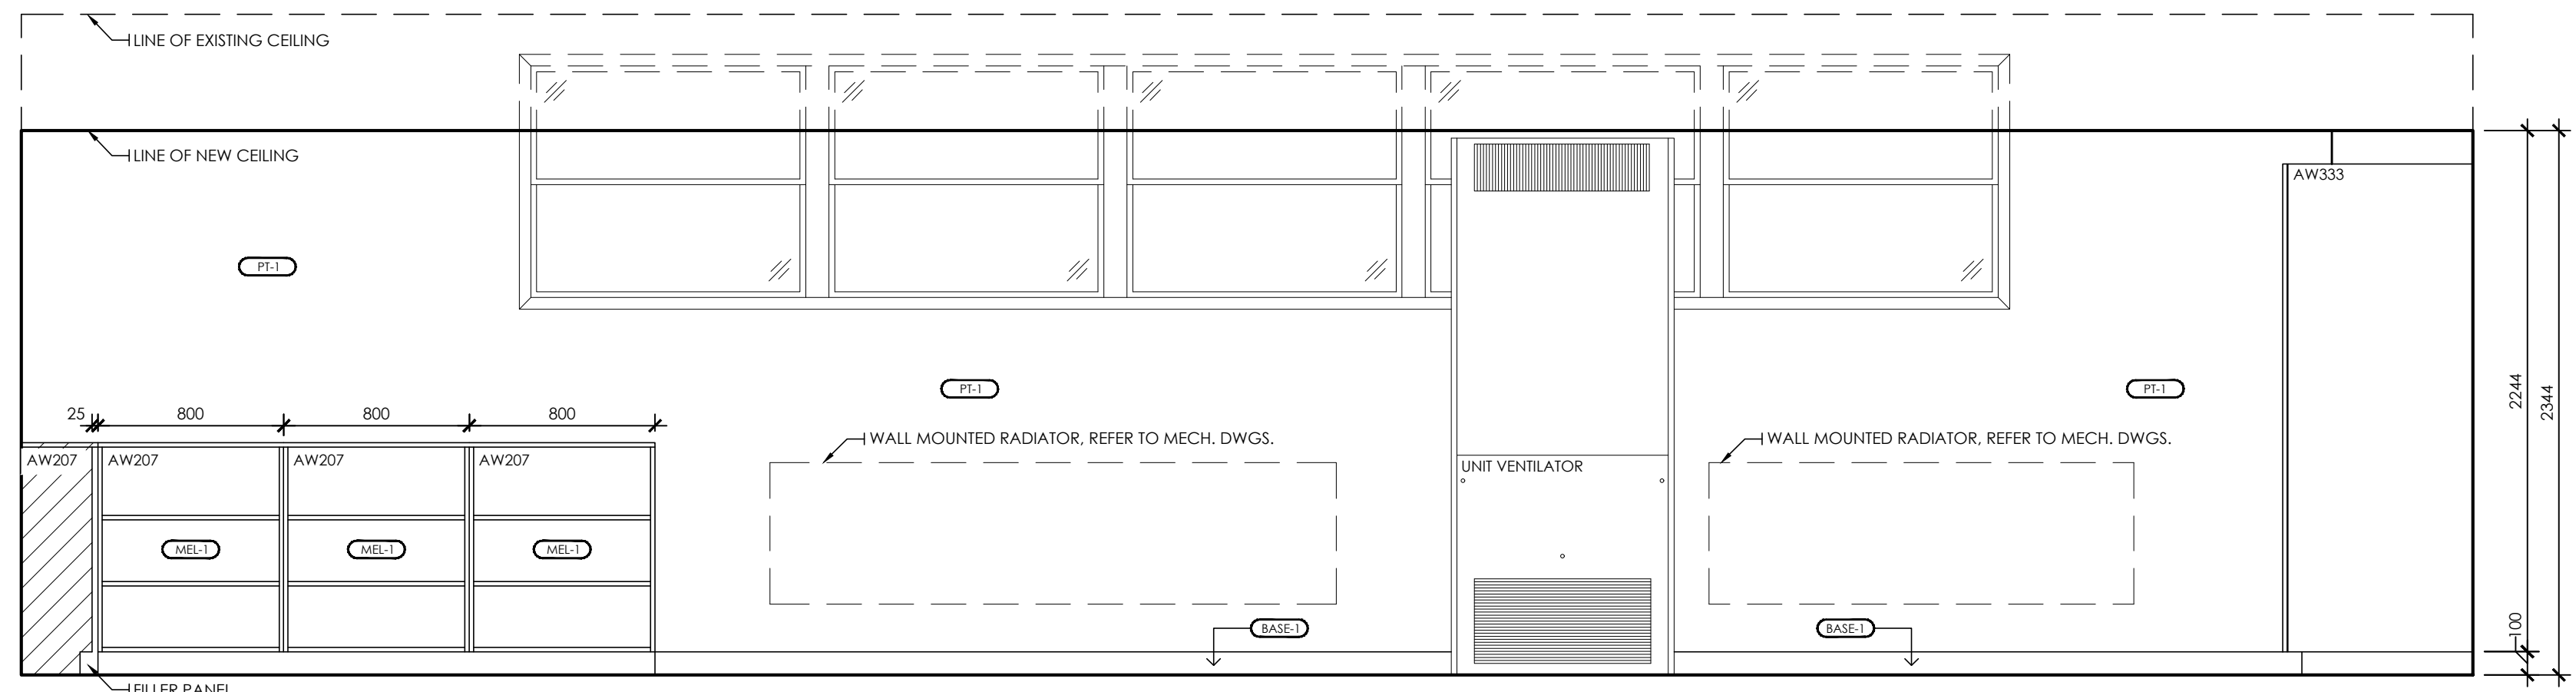 LINE OF EXISTING CEILING
LINE OF NEW CEILING
AW333
PT-1
PT-1
PT-1
2244
2344
25
800
800
800
WALL MOUNTED RADIATOR, REFER TO MECH. DWGS.
WALL MOUNTED RADIATOR, REFER TO MECH. DWGS.
AW207
AW207
AW207
AW207
UNIT VENTILATOR
MEL-1
MEL-1
MEL-1
BASE-1
BASE-1
100
FILLER PANEL